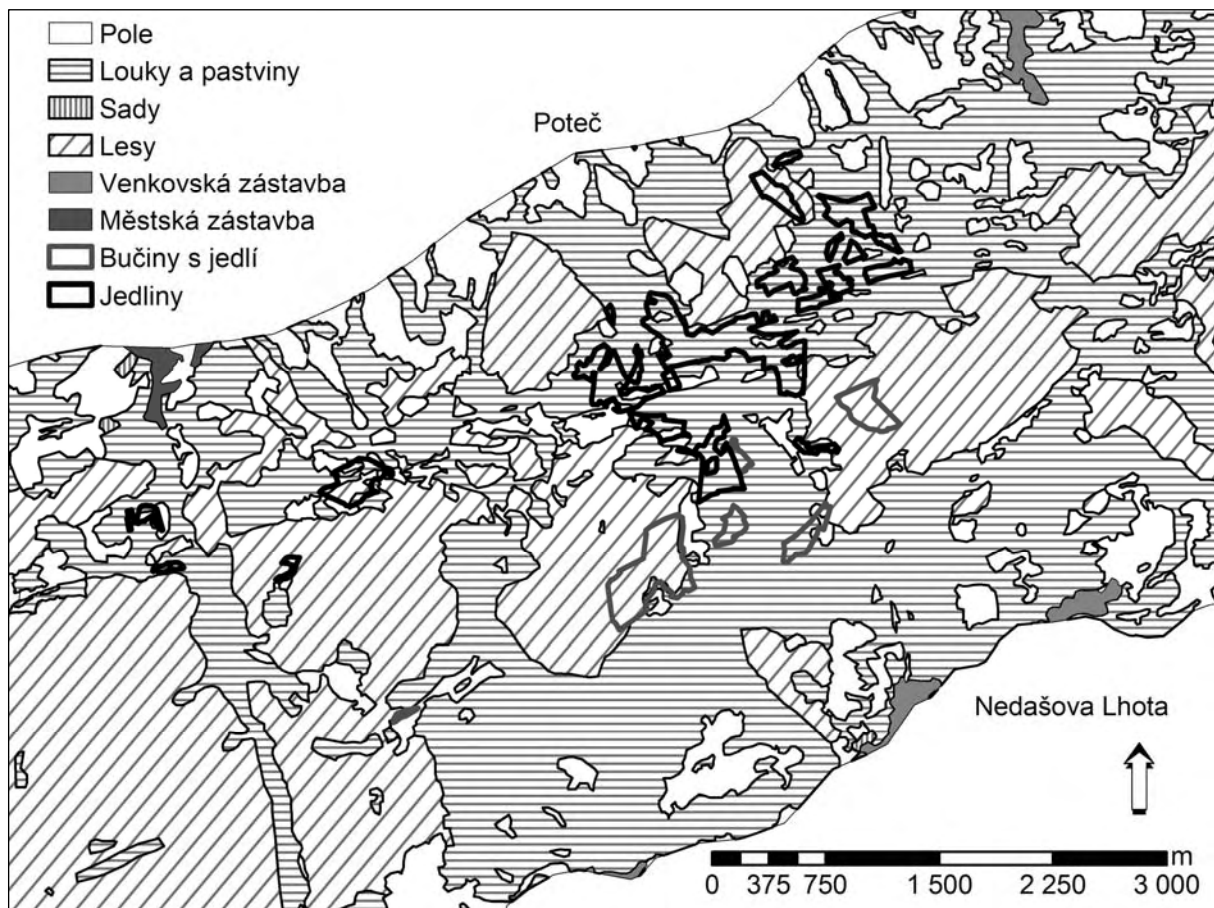 Pole
Louky a pastviny
Sady
Lesy
Venkovská zástavba
Městská zástavba
Bučiny s jedlí
Jedliny
Poteč
Nedašova Lhota
m
0 375 750 1 500 2 250 3 000